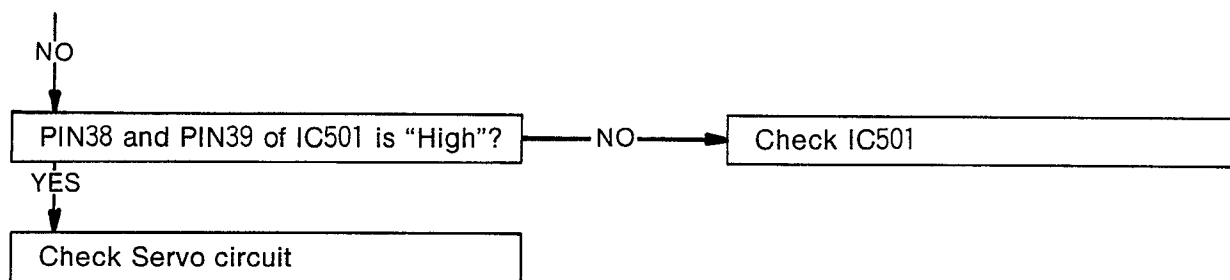 NO
PIN38 and PIN39 of IC501 is “High”?
NO
Check IC501
YES
Check Servo circuit